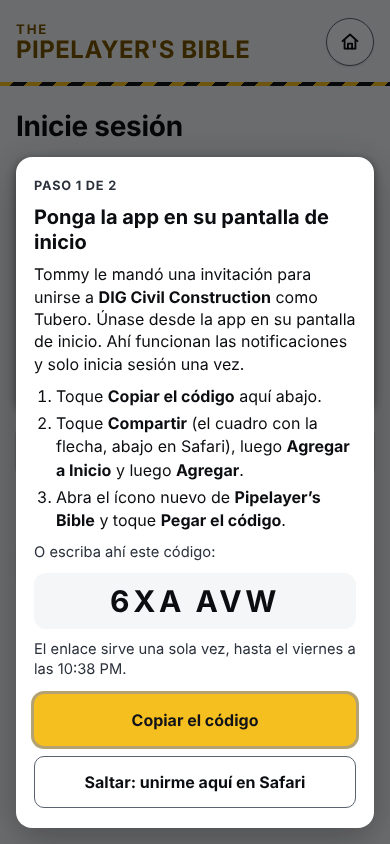 THE
PIPELAYER'S BIBLE
Inicie sesión
PASO 1 DE 2
Ponga la app en su pantalla de
inicio
Tommy le mandó una invitación para
unirse a DIG Civil Construction como
Tubero. Únase desde la app en su pantalla
de inicio. Ahí funcionan las notificaciones
y solo inicia sesión una vez.
1. Toque Copiar el código aquí abajo.
2. Toque Compartir (el cuadro con la
flecha, abajo en Safari), luego Agregar
a Inicio y luego Agregar.
3. Abra el ícono nuevo de Pipelayer’s
Bible y toque Pegar el código.
O escriba ahí este código:
6XA AVW
El enlace sirve una sola vez, hasta el viernes a
las 10:38 PM.
Copiar el código
Saltar: unirme aquí en Safari